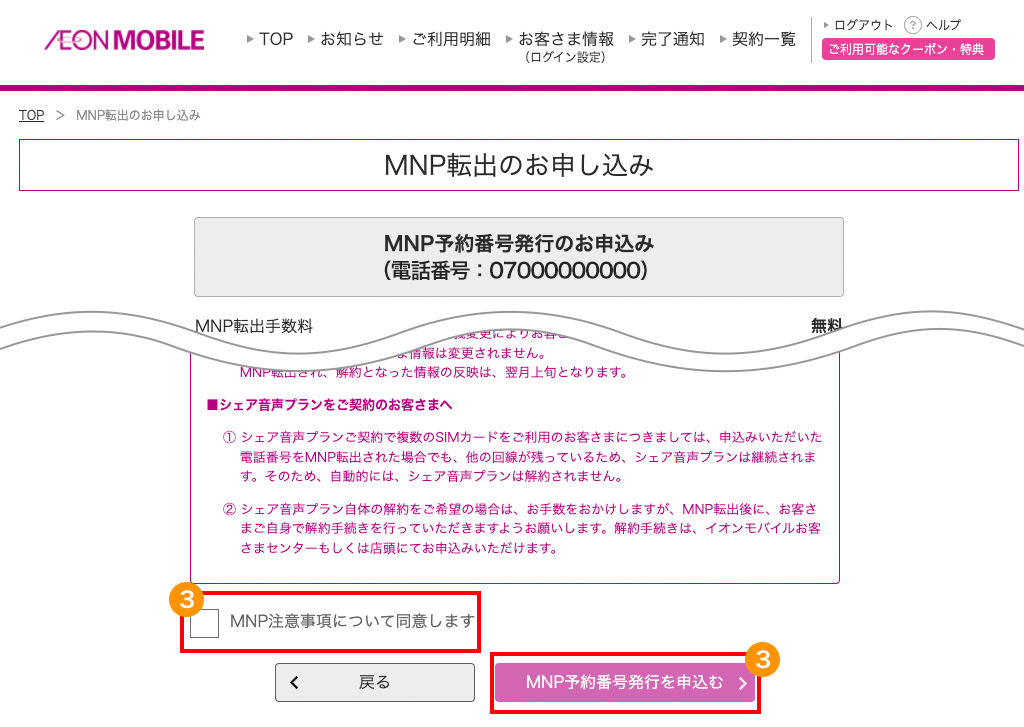 ÆON MOBILE
TOP
お知らせ
ご利用明細
お客さま情報
(ログイン設定)
完了通知
契約一覧
ログアウト
? ヘルプ
ご利用可能なクーポン・特典
TOP > MNP転出のお申し込み
MNP転出のお申し込み
MNP予約番号発行のお申込み
(電話番号：07000000000)
MNP転出手数料 無料
変更によりお客さ
情報は変更されません。
MNP転出され、解約となった情報の反映は、翌月上旬となります。
■シェア音声プランをご契約のお客さまへ
① シェア音声プランご契約で複数のSIMカードをご利用のお客さまにつきましては、申込みいただいた
電話番号をMNP転出された場合でも、他の回線が残っているため、シェア音声プランは継続されま
す。そのため、自動的には、シェア音声プランは解約されません。
② シェア音声プラン自体の解約をご希望の場合は、お手数をおかけしますが、MNP転出後に、お客さ
まご自身で解約手続きを行っていただきますようお願いします。解約手続きは、イオンモバイルお客
さまセンターもしくは店頭にてお申込みいただけます。
3
MNP注意事項について同意します
3
戻る
MNP予約番号発行を申込む